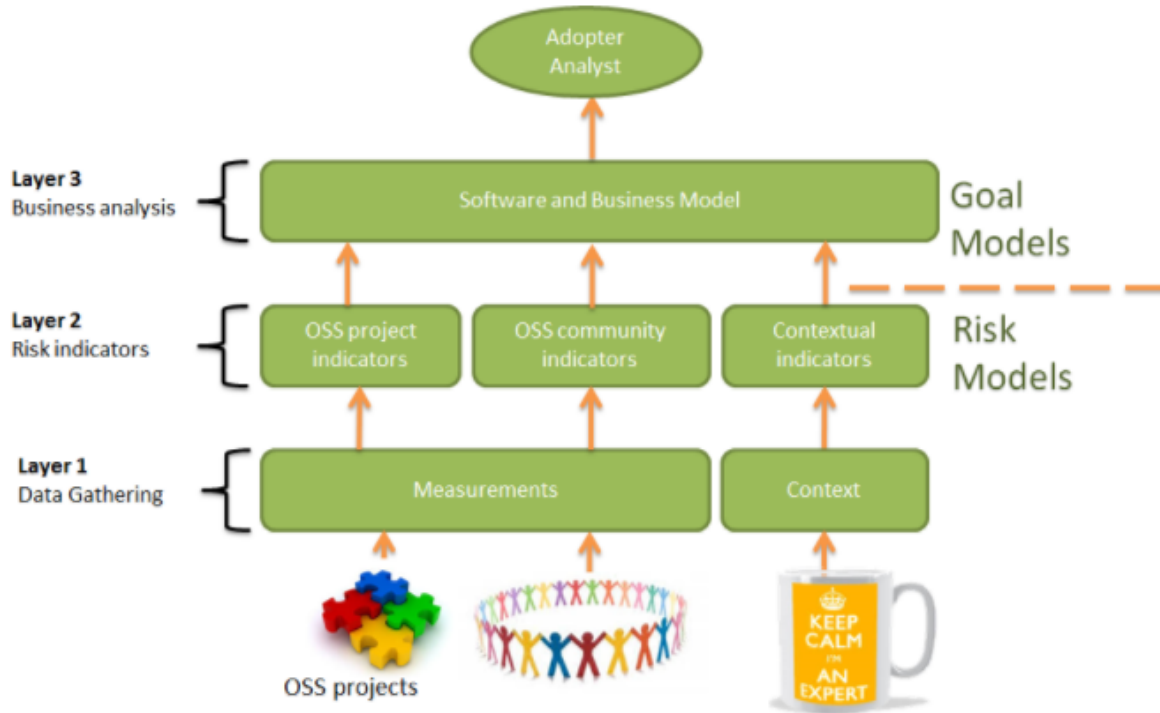 Adopter
Analyst
Layer 3
Business analysis
Software and Business Model
Goal
Models
Layer 2
Risk indicators
OSS project
indicators
OSS community
indicators
Contextual
indicators
Risk
Models
Layer 1
Data Gathering
Measurements
Context
OSS projects
KEEP
CALM
I'M
AN
EXPERT